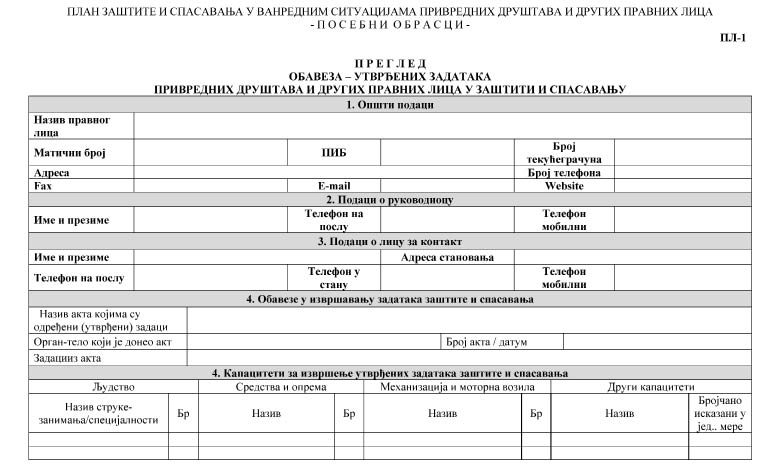 ПЛАН ЗАШТИТЕ И СПАСАВАЊА У ВАНРЕДНИМ СИТУАЦИЈАМА ПРИВРЕДНИХ ДРУШТАВА И ДРУГИХ ПРАВНИХ ЛИЦА
- П О С Е Б Н И О Б Р А С Ц И -
ПЛ-1
П Р Е Г Л Е Д
ОБАВЕЗА – УТВРЂЕНИХ ЗАДАТАКА
ПРИВРЕДНИХ ДРУШТАВА И ДРУГИХ ПРАВНИХ ЛИЦА У ЗАШТИТИ И СПАСАВАЊУ
1. Општи подаци
Назив правног
лица
Матични број ПИБ Број
текућеграчуна
Адреса Број телефона
Fax E-mail Website
2. Подаци о руководиоцу
Име и презиме Телефон на
послу Телефон
мобилни
3. Подаци о лицу за контакт
Име и презиме Адреса становања
Телефон на послу Телефон у
стану Телефон
мобилни
4. Обавезе у извршавању задатака заштите и спасавања
Назив акта којима су
одређени (утврђени) задаци
Орган-тело који је донео акт Број акта / датум
Задацииз акта
4. Капацитети за извршење утврђених задатака заштите и спасавања
Људство Средства и опрема Механизација и моторна возила Други капацитети
Назив струке-
занимања/специјалности Бр Назив Бр Назив Бр Назив Бројчано
исказани у
јед.. мере